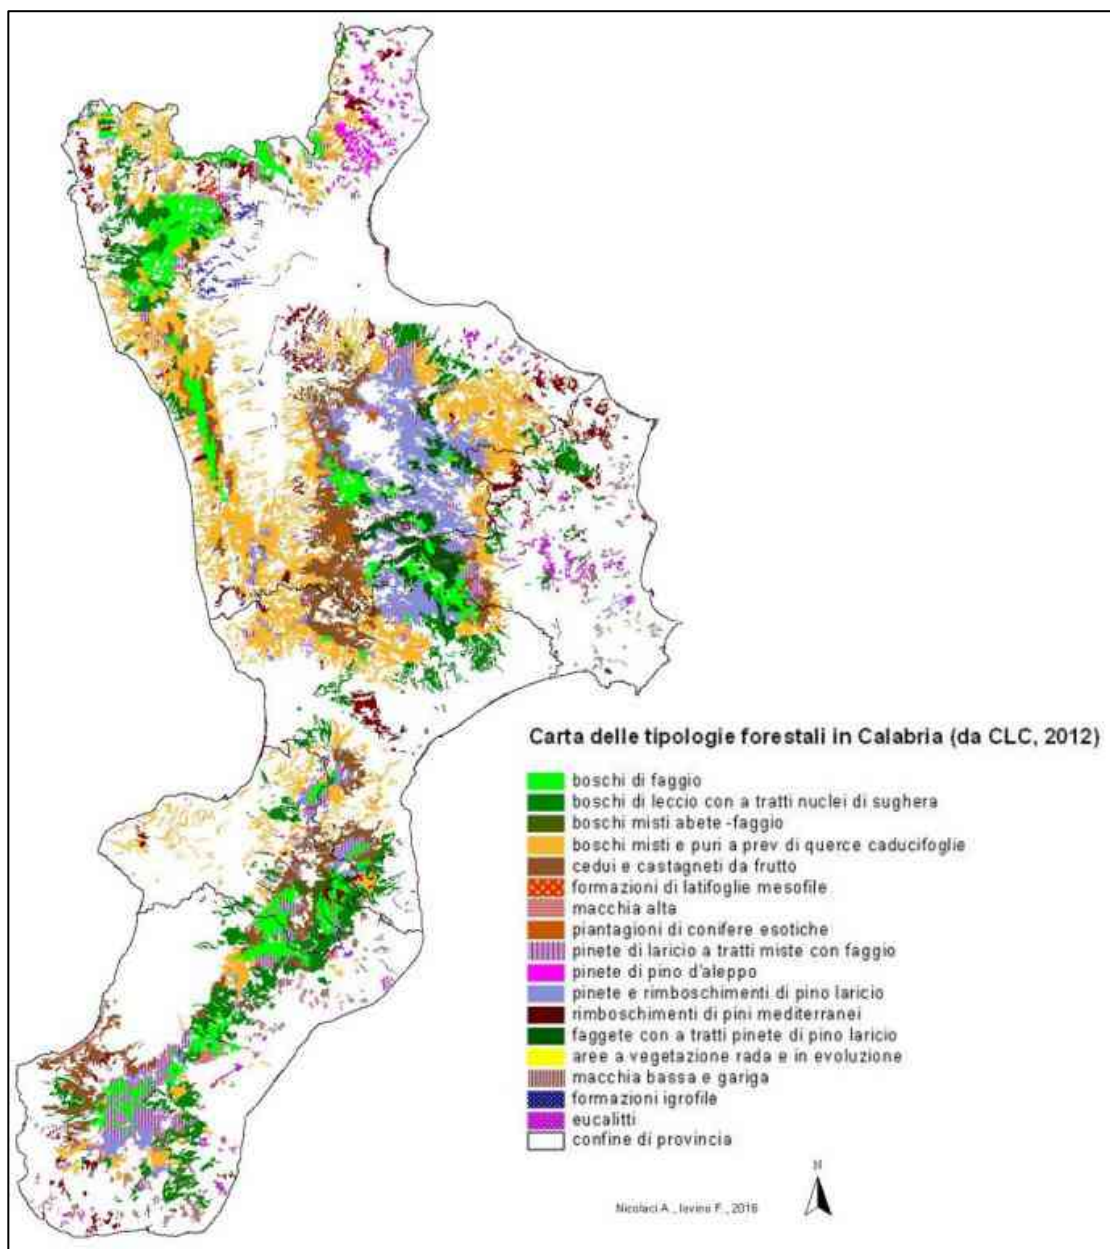 Carta delle tipologie forestali in Calabria (da CLC, 2012)
boschi di faggio
boschi di leccio con a tratti nuclei di sughera
boschi misti abete -faggio
boschi misti e puri a prev di querce caducifoglie
cedui e castagneti da frutto
formazioni di latifoglie mesofile
macchia alta
piantagioni di conifere esotiche
pinete di laricio a tratti miste con faggio
pinete di pino d'aleppo
pinete e rimboschimenti di pino laricio
rimboschimenti di pini mediterranei
faggete con a tratti pinete di pino laricio
aree a vegetazione rada e in evoluzione
macchia bassa e gariga
formazioni igrofile
eucalitti
confine di provincia
N
Nicolaci A., Iovino F., 2016